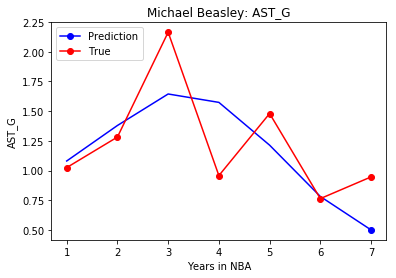 Michael Beasley: AST_G
Prediction
True
AST_G
2.25
2.00
1.75
1.50
1.25
1.00
0.75
0.50
1 2 3 4 5 6 7
Years in NBA